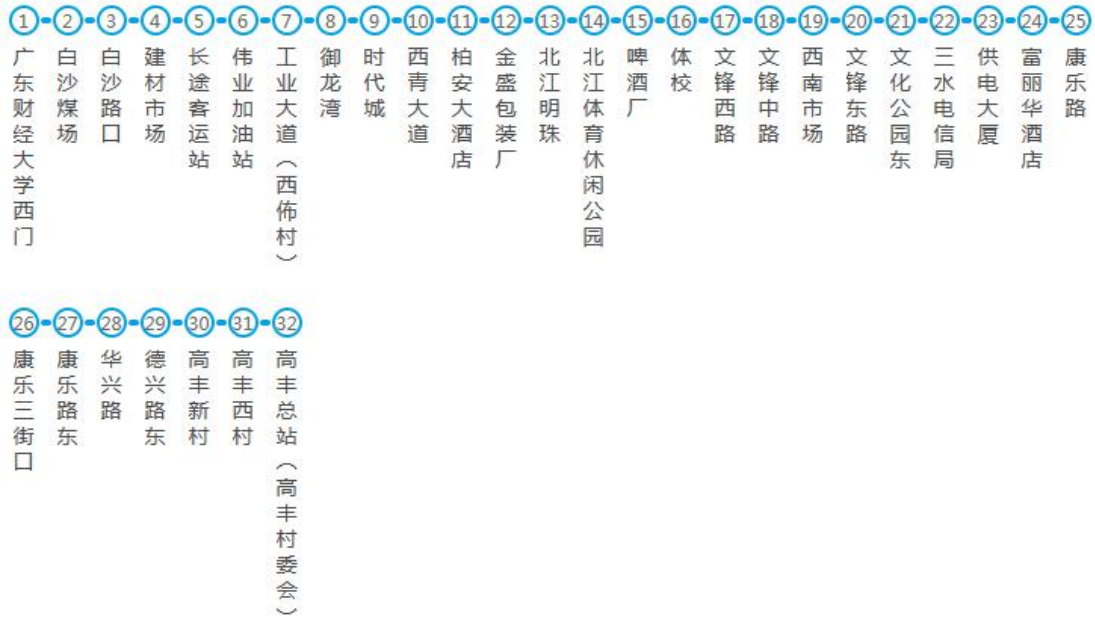 1 2 3 4 5 6 7 8 9 10 11 12 13 14 15 16 17 18 19 20 21 22 23 24 25
广东财经大学西门
白沙煤场
白沙路口
建材市场
长途客运站
伟业加油站
工业大道（西佈村）
御龙湾
时代城
西青大道
柏安大酒店
金盛包装厂
北江明珠
北江体育休闲公园
啤酒厂
体校
文锋西路
文锋中路
西南市场
文锋东路
文化公园东
三水电信局
供电大厦
富丽华酒店
康乐路
26 27 28 29 30 31 32
康乐三街口
康乐路东
华兴路
德兴路东
高丰新村
高丰西村
高丰总站（高丰村委会）